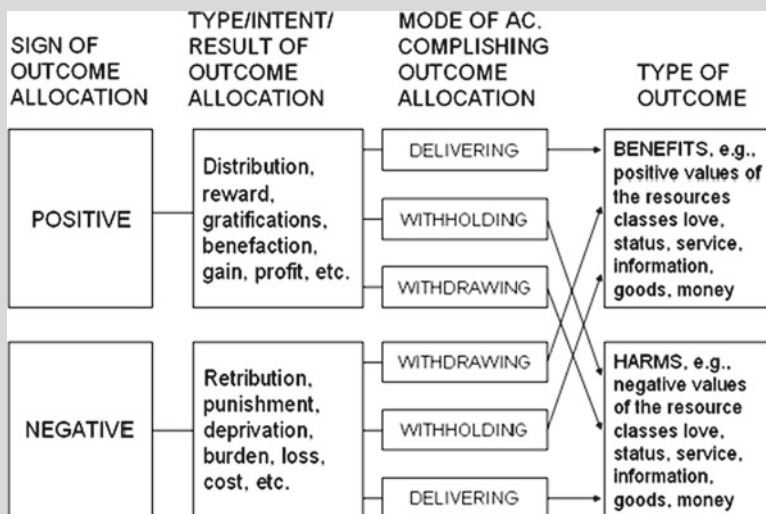 SIGN OF
OUTCOME
ALLOCATION
TYPE/INTENT/
RESULT OF
OUTCOME
ALLOCATION
MODE OF AC.
COMPLISHING
OUTCOME
ALLOCATION
TYPE OF
OUTCOME
POSITIVE
Distribution,
reward,
gratifications,
benefaction,
gain, profit, etc.
DELIVERING
WITHHOLDING
WITHDRAWING
BENEFITS, e.g.,
positive values of
the resources
classes love,
status, service,
information,
goods, money
NEGATIVE
Retribution,
punishment,
deprivation,
burden, loss,
cost, etc.
WITHDRAWING
WITHHOLDING
DELIVERING
HARMS, e.g.,
negative values
of the resource
classes love,
status, service,
information,
goods, money